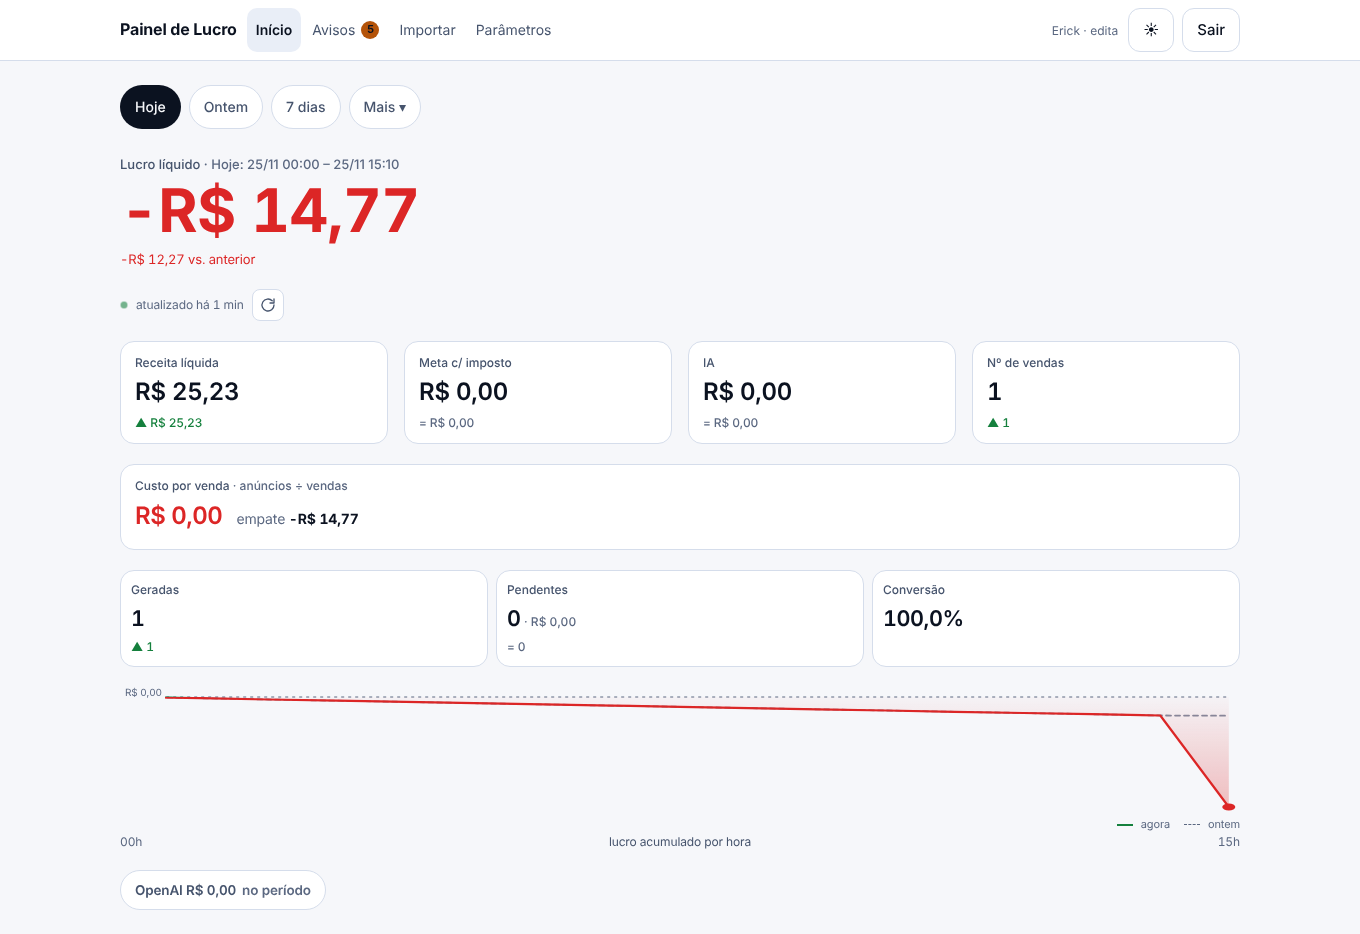 Painel de Lucro Início Avisos 5 Importar Parâmetros Erick · edita ☀ Sair
Hoje Ontem 7 dias Mais ▾
Lucro líquido · Hoje: 25/11 00:00 – 25/11 15:10
-R$ 14,77
-R$ 12,27 vs. anterior
atualizado há 1 min
Receita líquida
R$ 25,23
▲ R$ 25,23
Meta c/ imposto
R$ 0,00
= R$ 0,00
IA
R$ 0,00
= R$ 0,00
Nº de vendas
1
▲ 1
Custo por venda · anúncios ÷ vendas
R$ 0,00 empate -R$ 14,77
Geradas
1
▲ 1
Pendentes
0 · R$ 0,00
= 0
Conversão
100,0%
R$ 0,00
agora ontem
00h lucro acumulado por hora 15h
OpenAI R$ 0,00 no período